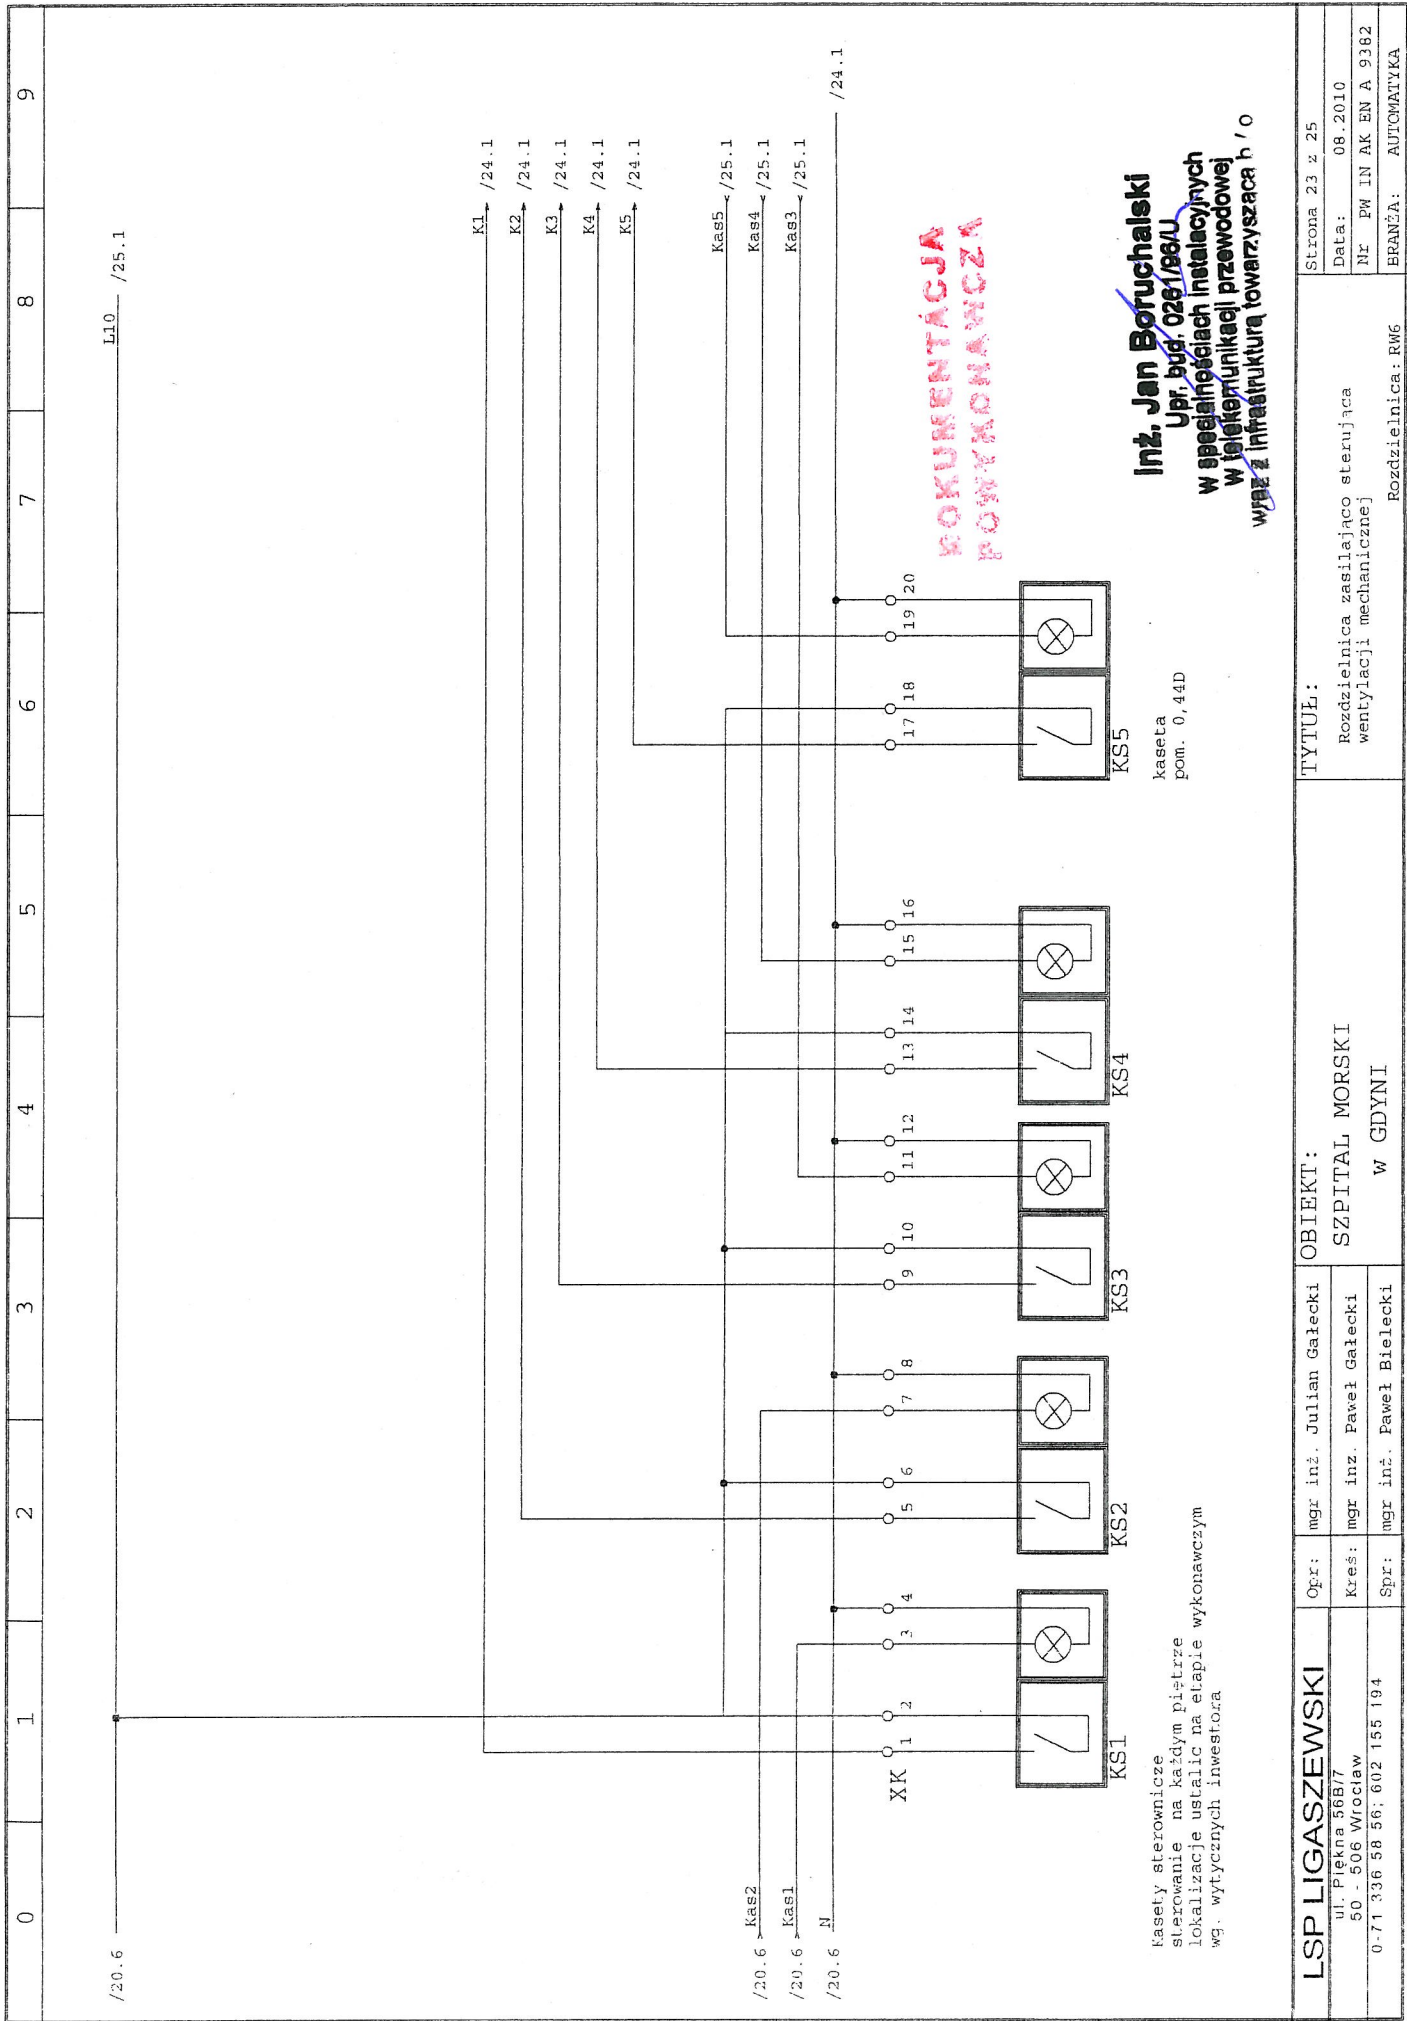 0 1 2 3 4 5 6 7 8 9
/20.6
L10
/25.1
K1 /24.1
K2 /24.1
K3 /24.1
K4 /24.1
K5 /24.1
Kas5 /25.1
/20.6 Kas2
Kas4 /25.1
/20.6 Kas1
Kas3 /25.1
/20.6 N
/24.1
XK 1 2 3 4 5 6 7 8 9 10 11 12 13 14 15 16 17 18 19 20
KS1 KS2 KS3 KS4 KS5
Kasety sterownicze
sterowanie na każdym piętrze
lokalizacje ustalic na etapie wykonawczym
wg. wytycznych inwestora
kaseta
pom. 0,44D
DOKUMENTACJA
POWYKONAWCZA
Inż. Jan Boruchalski
Upr. bud. 0261/96/U
w specjalnościach instalacyjnych
w telekomunikacji przewodowej
wraz z infrastrukturą towarzyszącą
LSP LIGASZEWSKI
ul. Piękna 56B/7
50 - 506 Wrocław
0-71 336 58 56; 602 155 194
Opr: mgr inż. Julian Gałecki
Kreś: mgr inz. Paweł Gałecki
Spr: mgr inż. Paweł Bielecki
OBIEKT:
SZPITAL MORSKI
W GDYNI
TYTUŁ:
Rozdzielnica zasilająco sterująca
wentylacji mechanicznej
Rozdzielnica: RW6
Strona 23 z 25
Data: 08.2010
Nr PW IN AK EN A 9382
BRANŻA: AUTOMATYKA